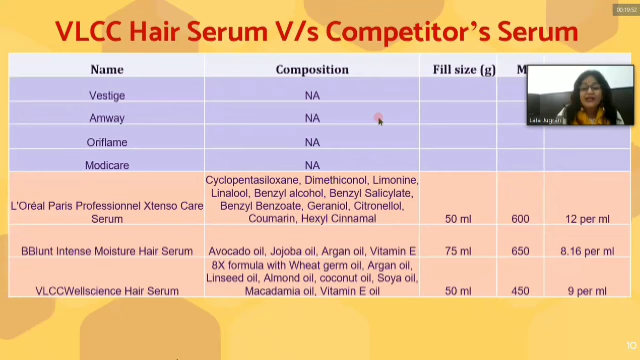 00:19:52
VLCC Hair Serum V/s Competitor's Serum
Name Composition Fill size (g) M
Vestige NA
Amway NA
Oriflame NA
Modicare NA
Cyclopentasiloxane, Dimethiconol, Limonine,
Linalool, Benzyl alcohol, Benzyl Salicylate,
L'Oréal Paris Professionnel Xtenso Care Benzyl Benzoate, Geraniol, Citronellol,
Serum Coumarin, Hexyl Cinnamal 50 ml 600 12 per ml
BBlunt Intense Moisture Hair Serum Avocado oil, Jojoba oil, Argan oil, Vitamin E 75 ml 650 8.16 per ml
8X formula with Wheat germ oil, Argan oil,
Linseed oil, Almond oil, coconut oil, Soya oil,
VLCCWellscience Hair Serum Macadamia oil, Vitamin E oil 50 ml 450 9 per ml
10